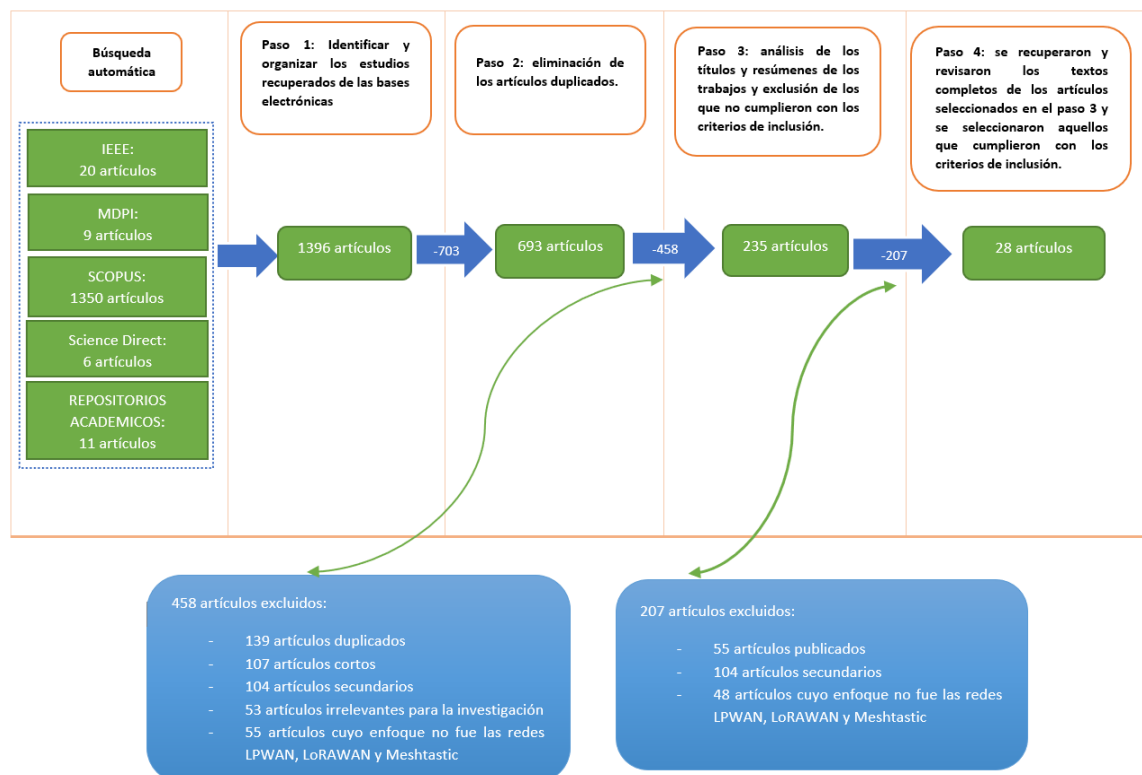 Búsqueda
automática
Paso 1: Identificar y
organizar los estudios
recuperados de las bases
electrónicas
Paso 2: eliminación de
los artículos duplicados.
Paso 3: análisis de los
títulos y resúmenes de los
trabajos y exclusión de los
que no cumplieron con los
criterios de inclusión.
Paso 4: se recuperaron y
revisaron los textos
completos de los artículos
seleccionados en el paso 3 y
se seleccionaron aquellos
que cumplieron con los
criterios de inclusión.
IEEE:
20 artículos
MDPI:
9 artículos
SCOPUS:
1350 artículos
Science Direct:
6 artículos
REPOSITORIOS
ACADEMICOS:
11 artículos
1396 artículos
-703
693 artículos
-458
235 artículos
-207
28 artículos
458 artículos excluidos:
- 139 artículos duplicados
- 107 artículos cortos
- 104 artículos secundarios
- 53 artículos irrelevantes para la investigación
- 55 artículos cuyo enfoque no fue las redes
LPWAN, LoRAWAN y Meshtastic
207 artículos excluidos:
- 55 artículos publicados
- 104 artículos secundarios
- 48 artículos cuyo enfoque no fue las redes
LPWAN, LoRAWAN y Meshtastic